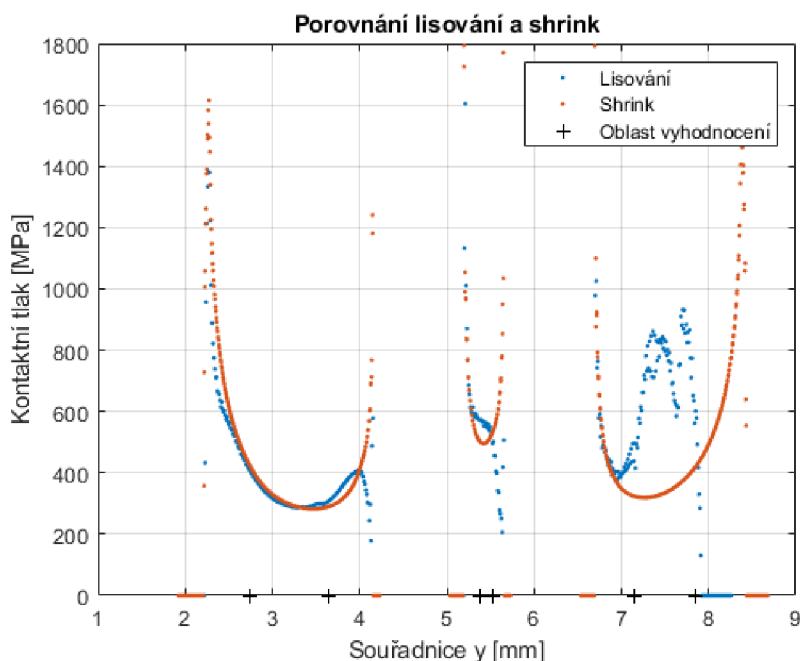 Porovnání lisování a shrink
1800
1600
1400
1200
1000
800
600
400
200
0
Kontaktní tlak [MPa]
Lisování
Shrink
Oblast vyhodnocení
1 2 3 4 5 6 7 8 9
Souřadnice y [mm]